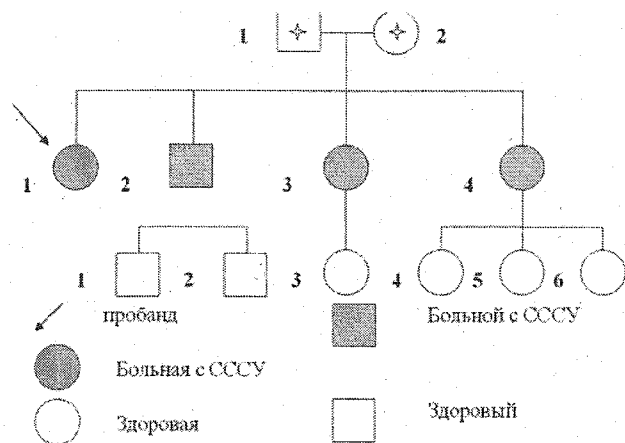 1 2
1 2 3 4
1 2 3 4 5 6
пробанд Больной с СССУ
Больная с СССУ
Здоровая Здоровый